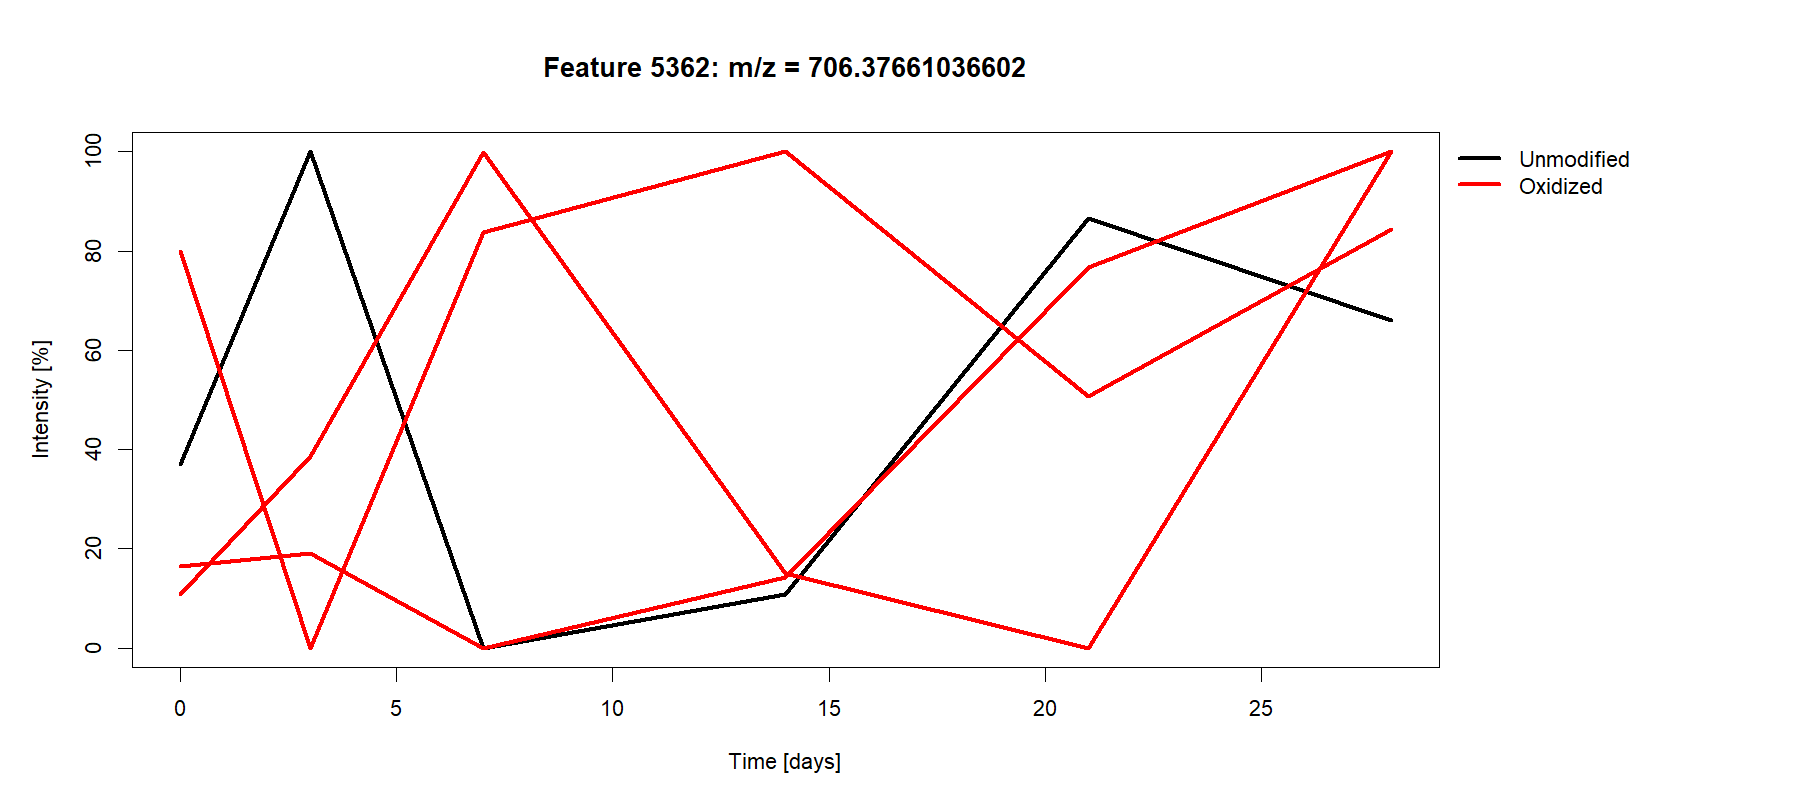 Feature 5362: m/z = 706.37661036602
Unmodified
Oxidized
Intensity [%]
100
80
60
40
20
0
0 5 10 15 20 25
Time [days]